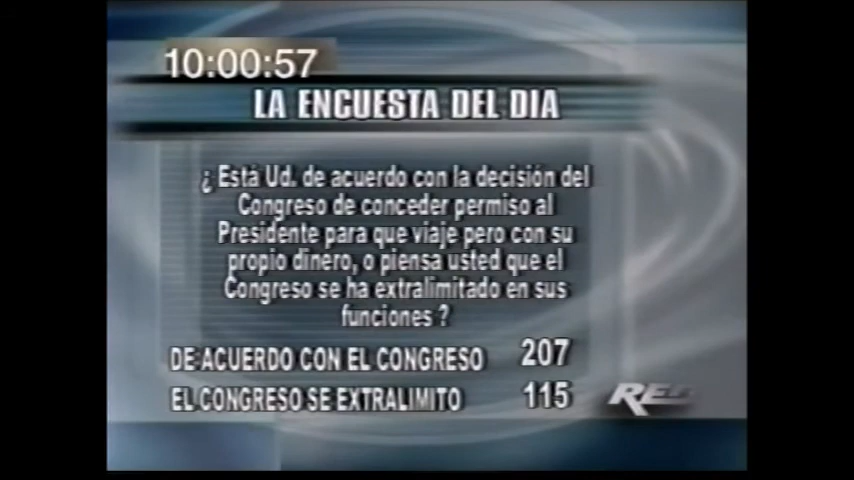 10:00:57
LA ENCUESTA DEL DIA
¿ Está Ud. de acuerdo con la decisión del
Congreso de conceder permiso al
Presidente para que viaje pero con su
propio dinero, o piensa usted que el
Congreso se ha extralimitado en sus
funciones ?
DE ACUERDO CON EL CONGRESO 207
EL CONGRESO SE EXTRALIMITO 115